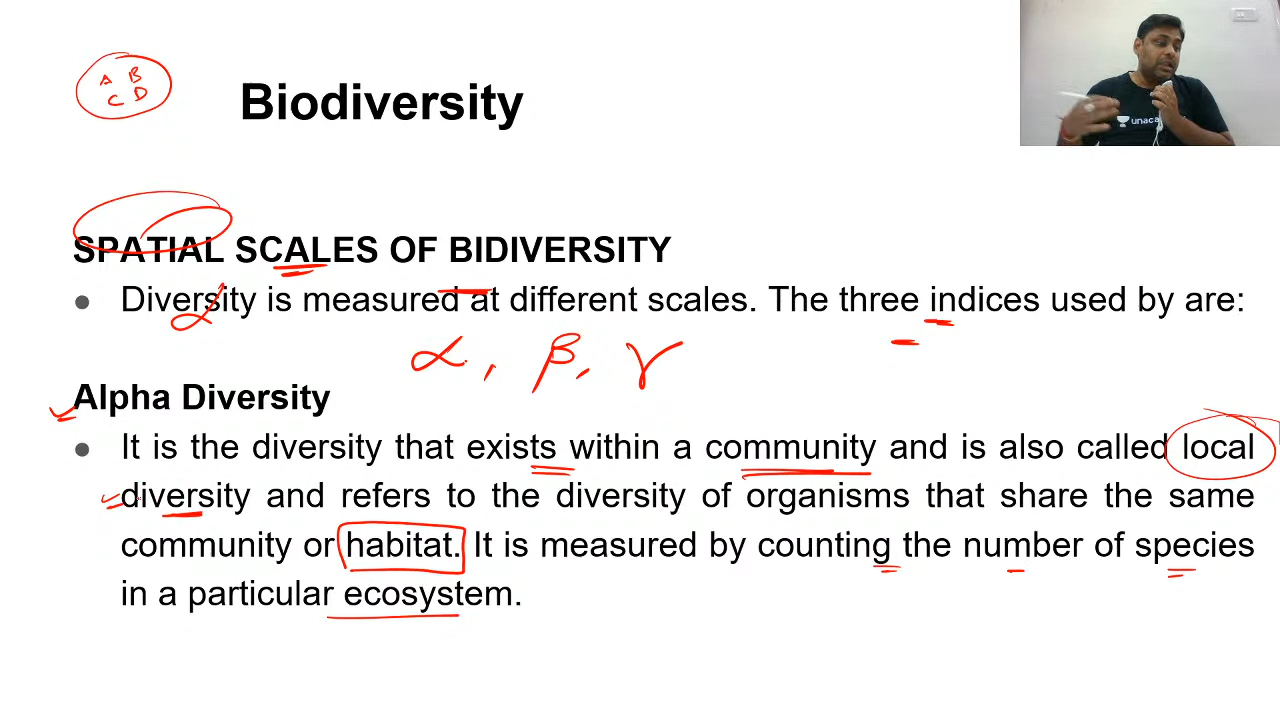 A B
C D
Biodiversity
SPATIAL SCALES OF BIDIVERSITY
● Diversity is measured at different scales. The three indices used by are:
α
α, β, γ
Alpha Diversity
● It is the diversity that exists within a community and is also called local
diversity and refers to the diversity of organisms that share the same
community or habitat. It is measured by counting the number of species
in a particular ecosystem.
unaca